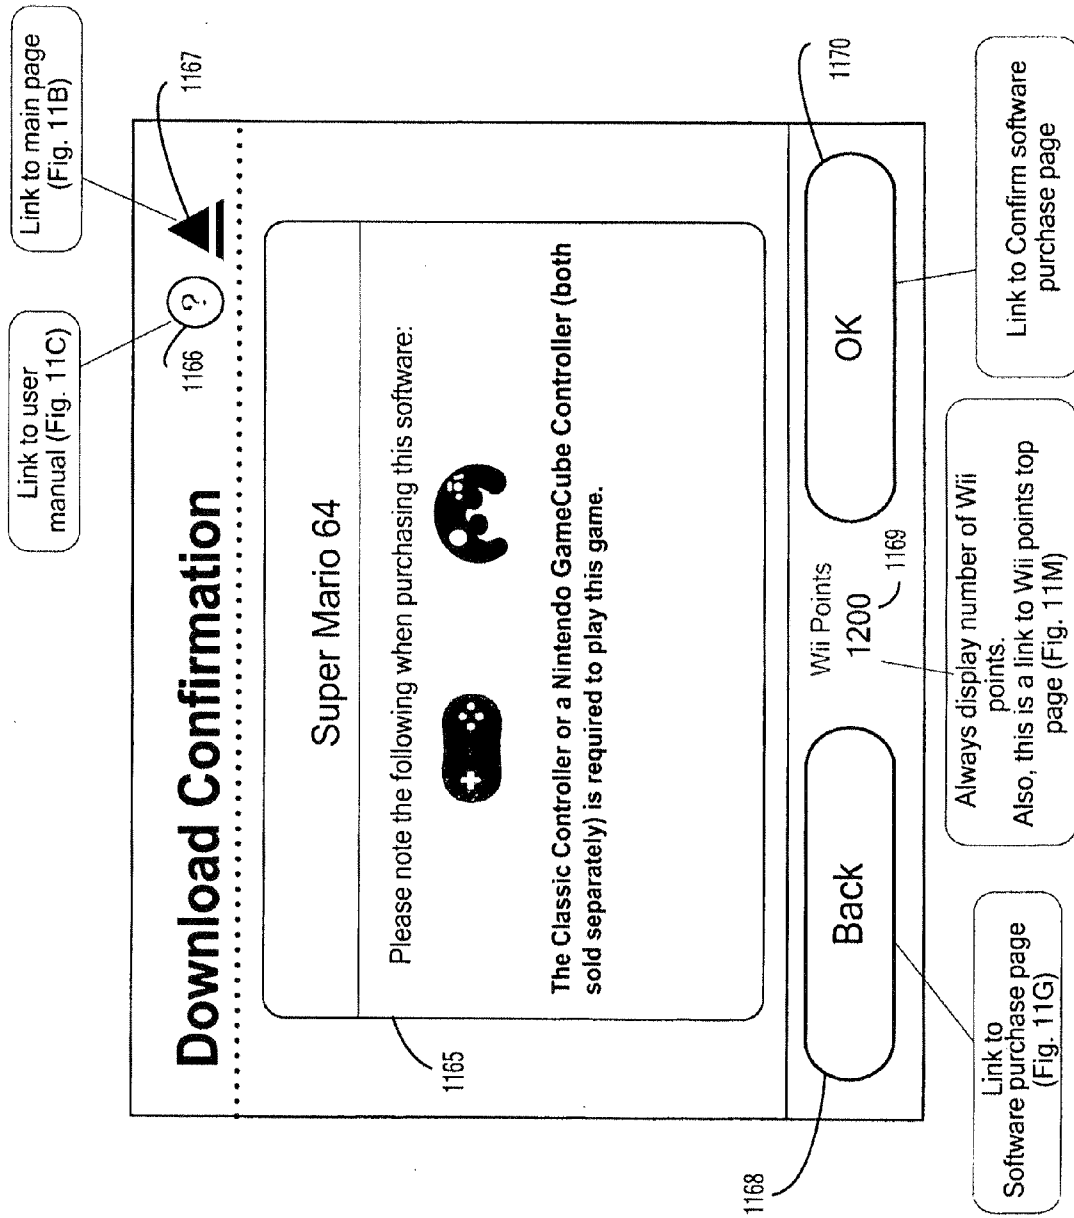 Link to user
manual (Fig. 11C)
Link to main page
(Fig. 11B)
Download Confirmation
?
1166
1167
Super Mario 64
Please note the following when purchasing this software:
The Classic Controller or a Nintendo GameCube Controller (both
sold separately) is required to play this game.
1165
Back
Wii Points
1200
OK
1168
1169
1170
Link to
Software purchase page
(Fig. 11G)
Always display number of Wii
points.
Also, this is a link to Wii points top
page (Fig. 11M)
Link to Confirm software
purchase page